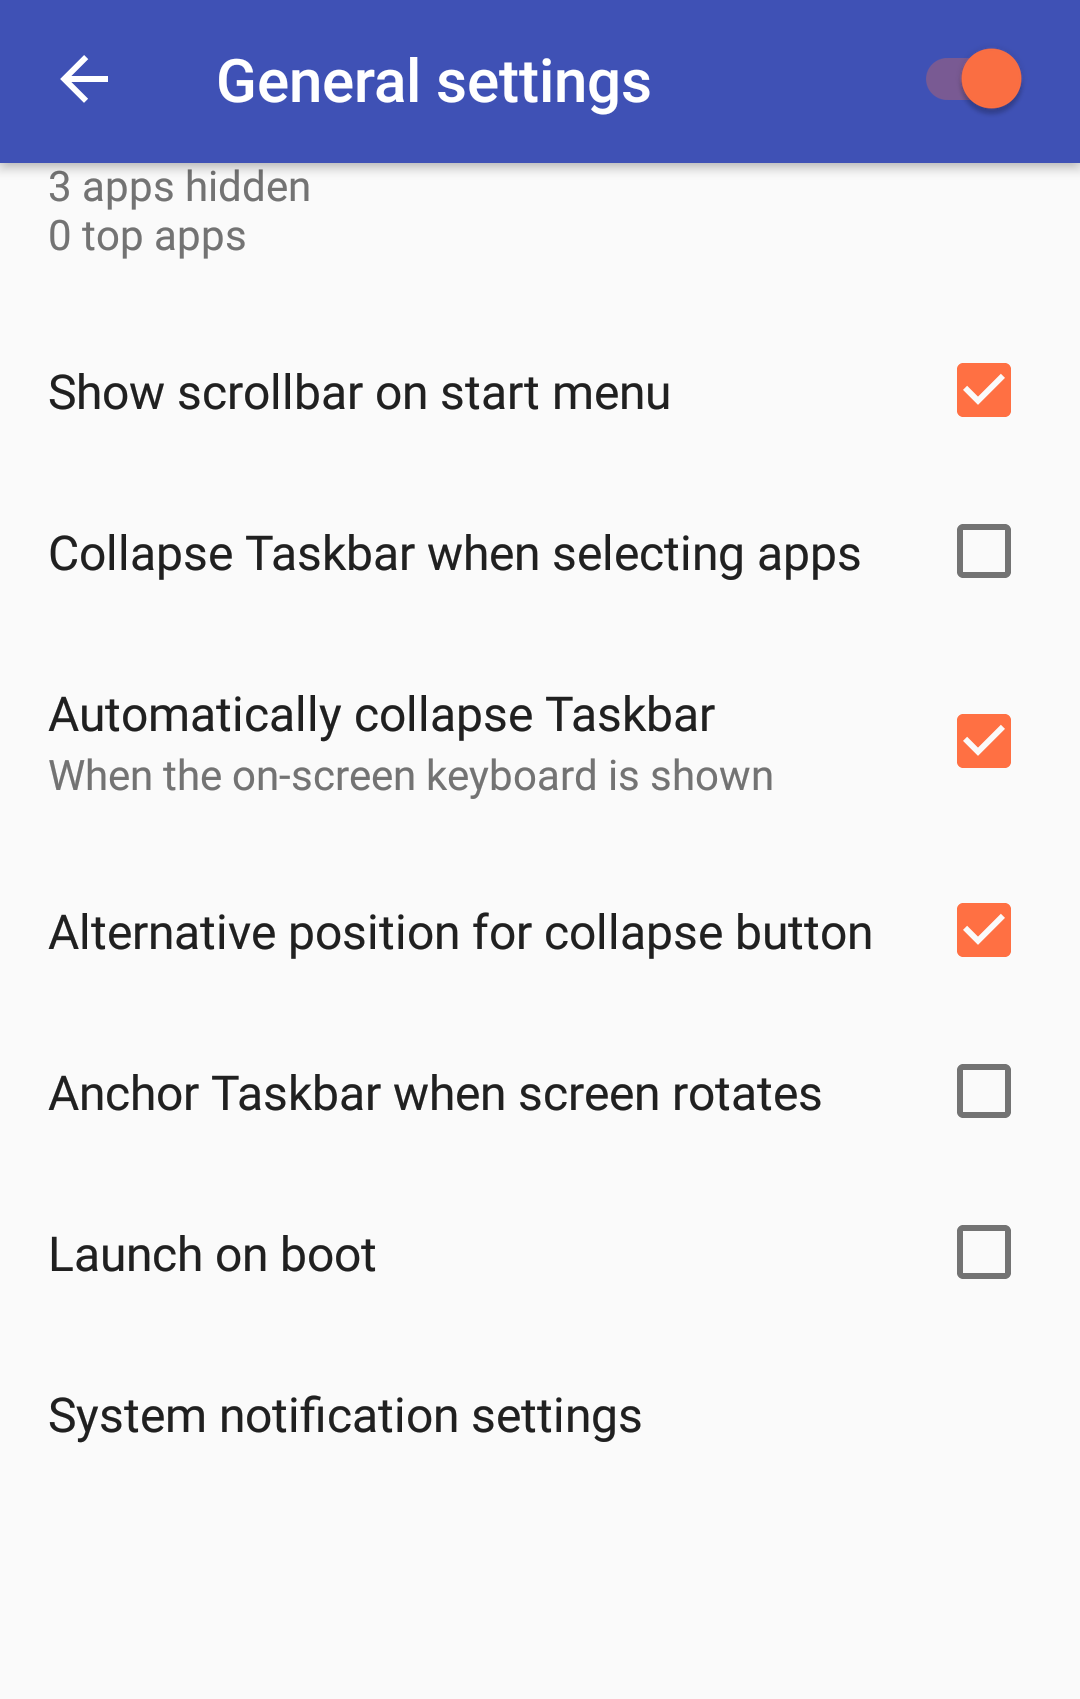 General settings
3 apps hidden
0 top apps
Show scrollbar on start menu
Collapse Taskbar when selecting apps
Automatically collapse Taskbar
When the on-screen keyboard is shown
Alternative position for collapse button
Anchor Taskbar when screen rotates
Launch on boot
System notification settings